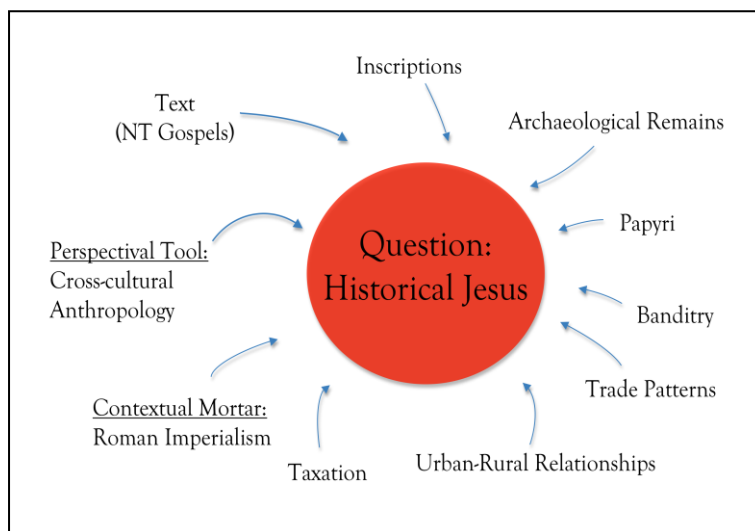 Inscriptions
Text
(NT Gospels)
Archaeological Remains
Papyri
Question:
Historical Jesus
Perspectival Tool:
Cross-cultural
Anthropology
Banditry
Trade Patterns
Contextual Mortar:
Roman Imperialism
Taxation
Urban-Rural Relationships